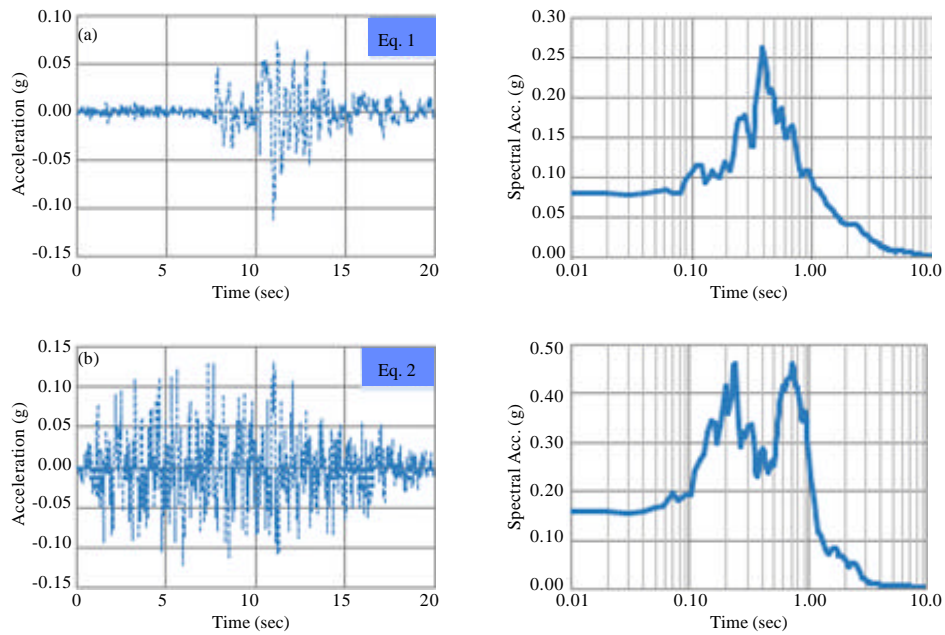 (a)
Eq. 1
Acceleration (g)
0.10
0.05
0.00
-0.05
-0.10
-0.15
0 5 10 15 20
Time (sec)
Spectral Acc. (g)
0.30
0.25
0.20
0.15
0.10
0.05
0.00
0.01 0.10 1.00 10.0
Time (sec)
(b)
Eq. 2
Acceleration (g)
0.15
0.10
0.05
0.00
-0.05
-0.10
-0.15
0 5 10 15 20
Time (sec)
Spectral Acc. (g)
0.50
0.40
0.30
0.20
0.10
0.00
0.01 0.10 1.00 10.0
Time (sec)